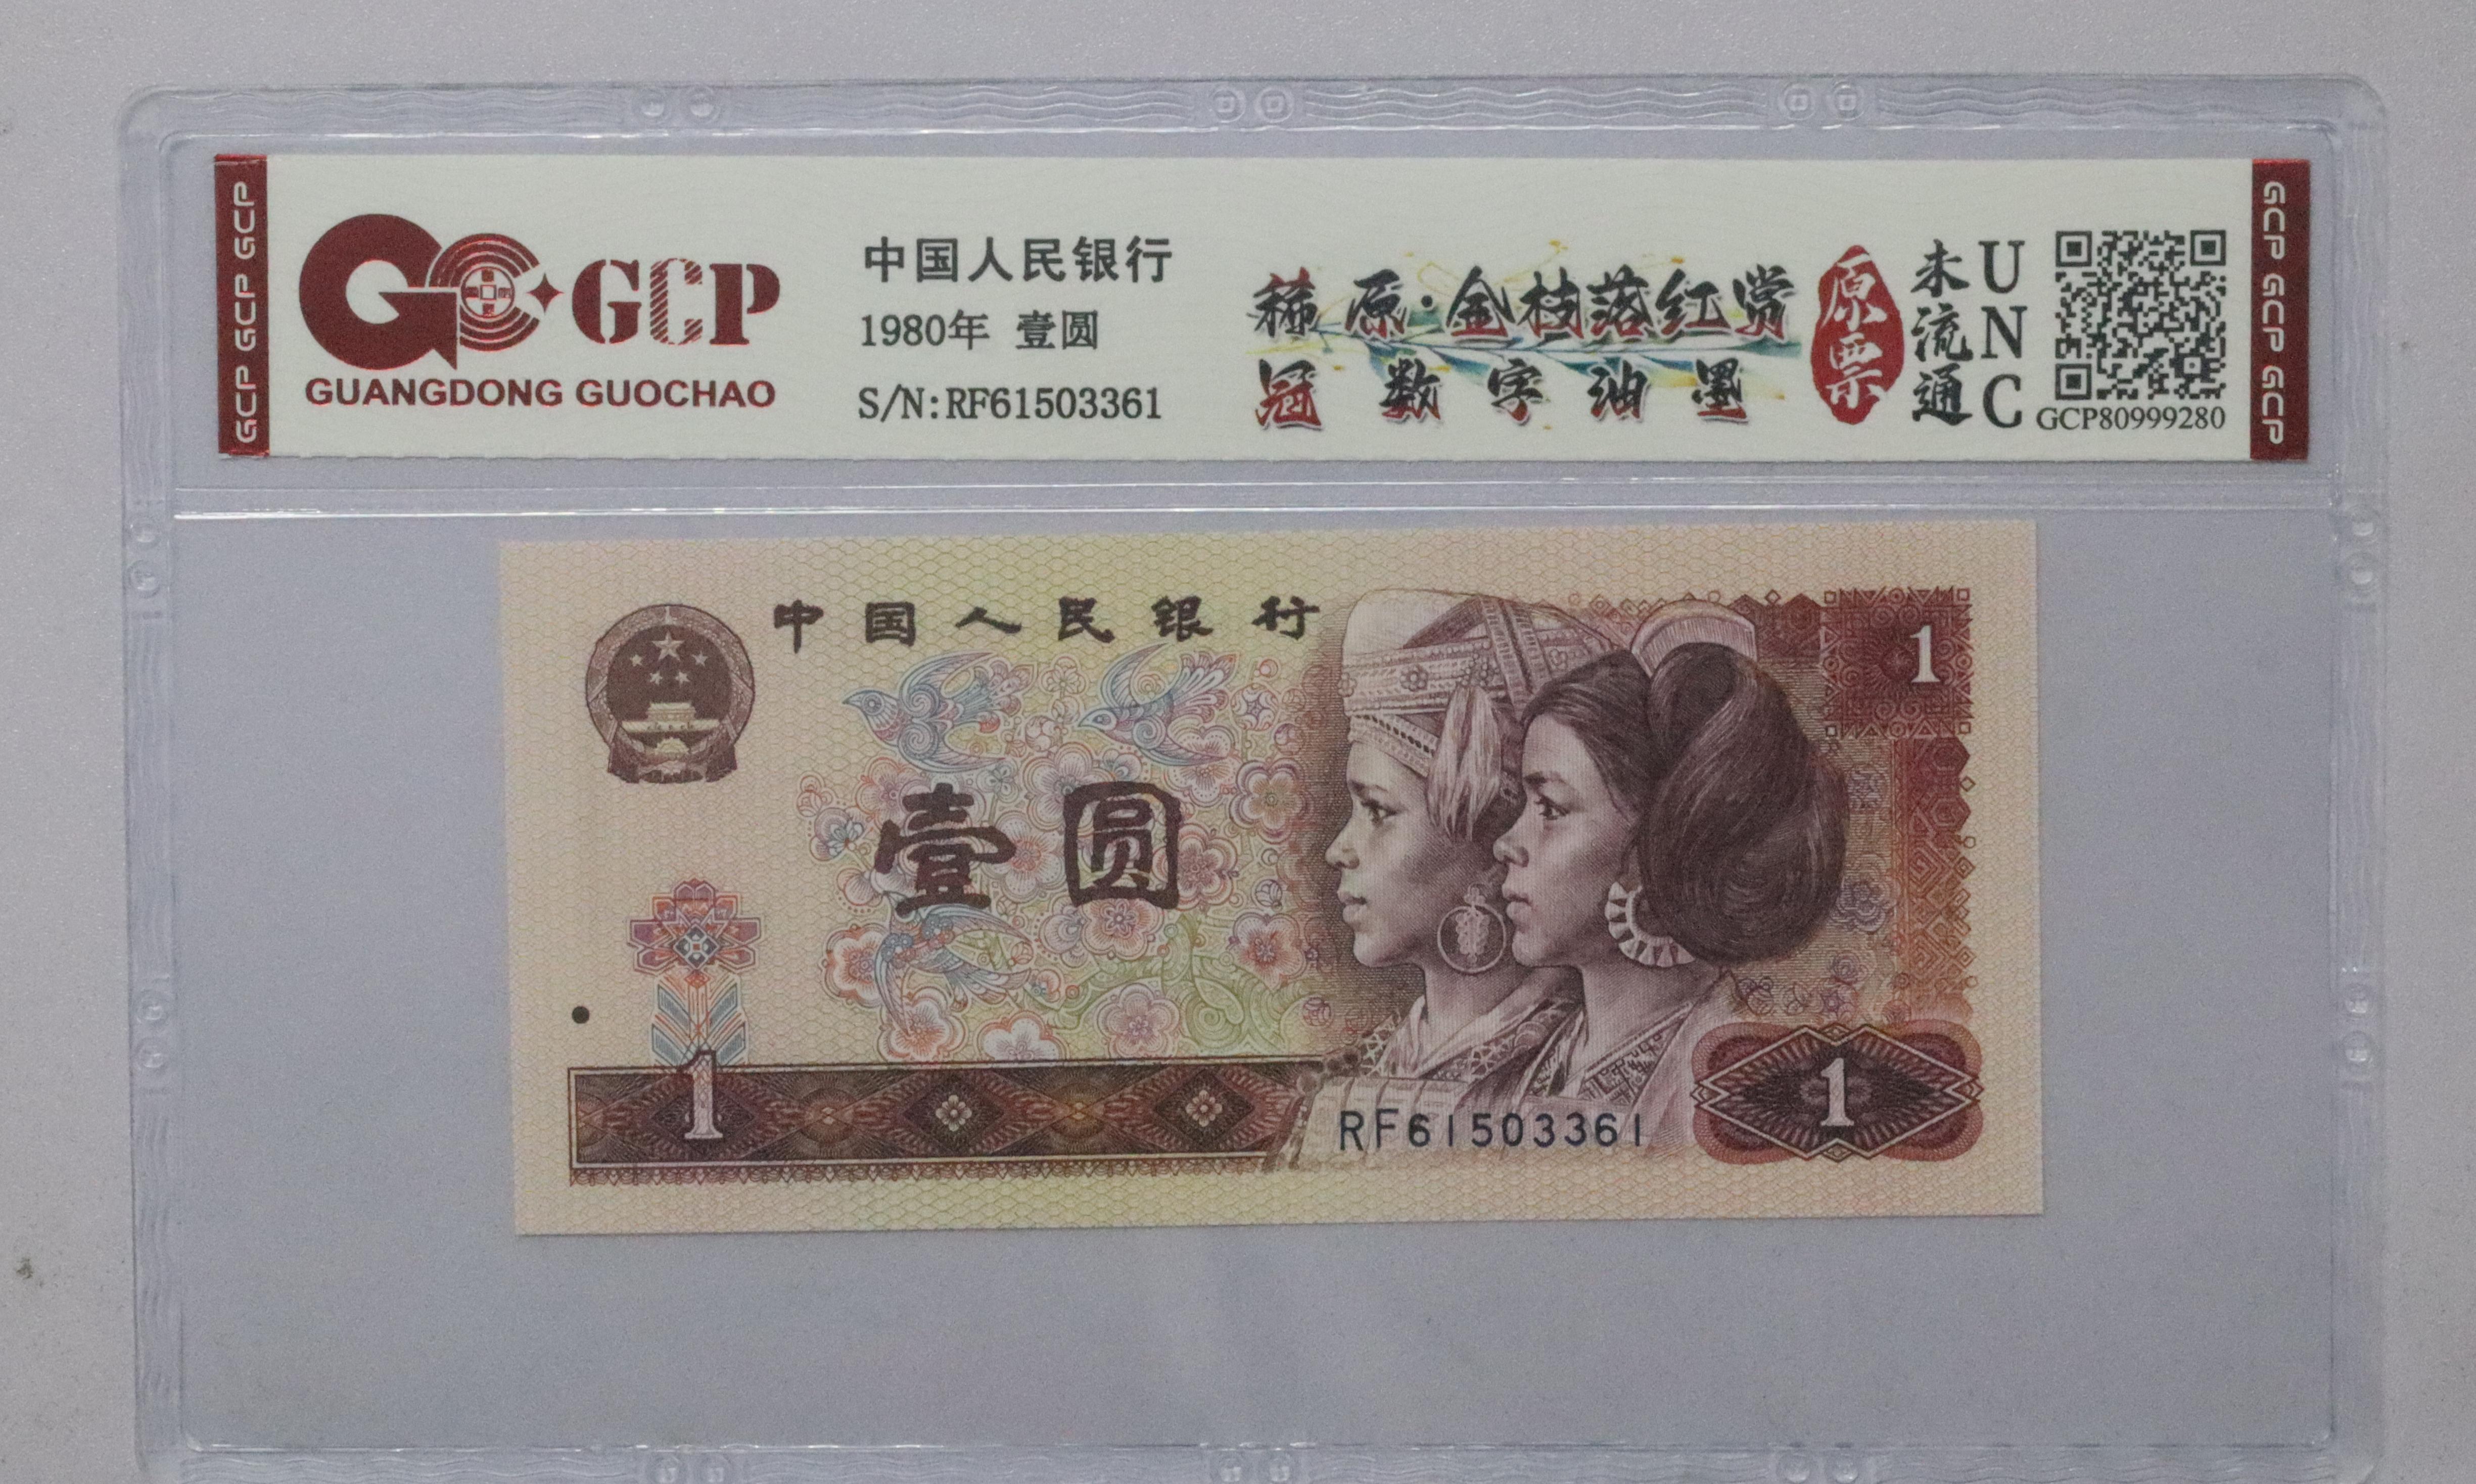 GCP GCP GCP
GCP
GUANGDONG GUOCHAO
中国人民银行
1980年 壹圆
S/N:RF61503361
稀原·金枝落红赏
冠数字油墨
原票
未流通
UNC
GCP80999280
GCP GCP GCP GCP
中国人民银行
1
壹圆
1
1
RF61503361